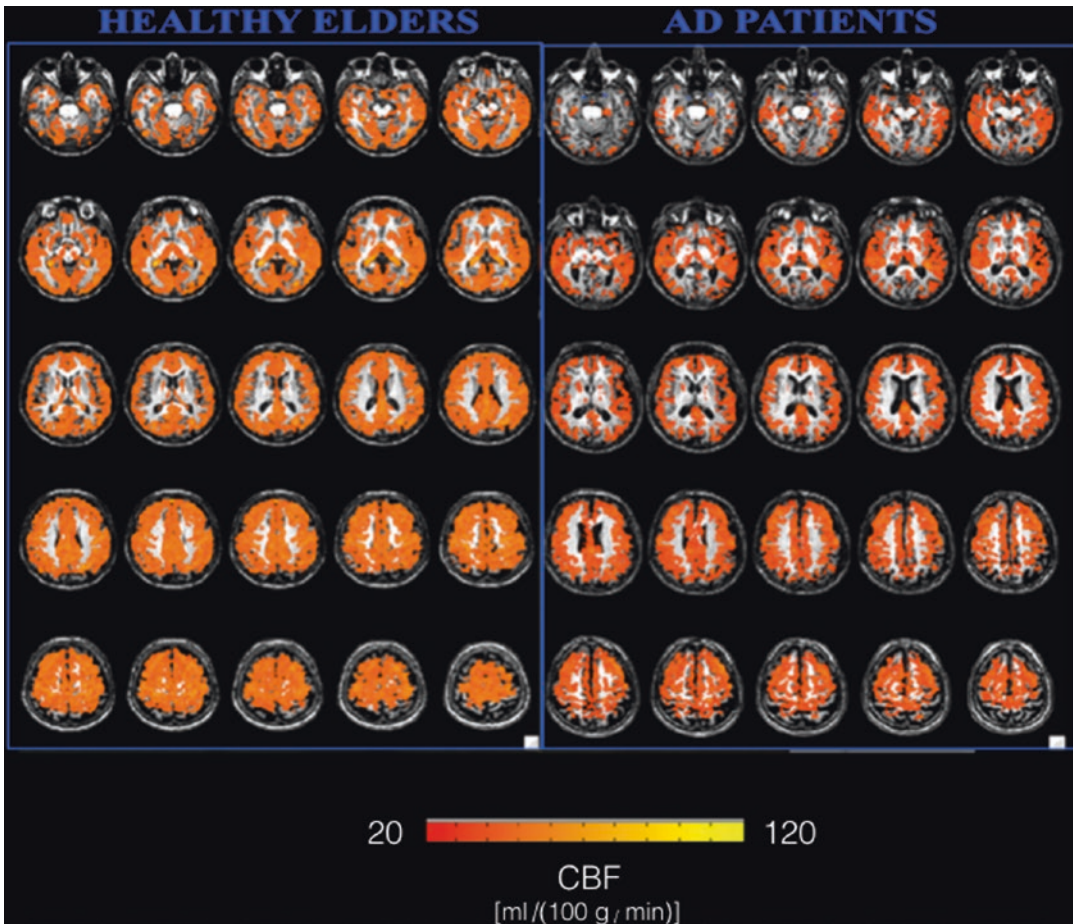 HEALTHY ELDERS
AD PATIENTS
20
120
CBF
[ml/(100 g/min)]